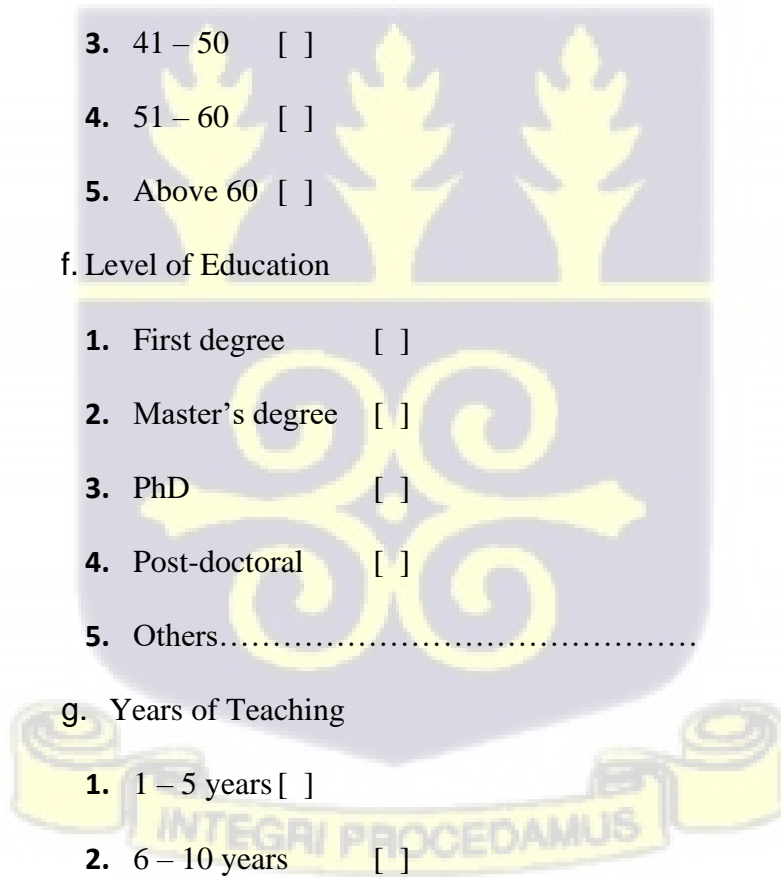 3. 41 – 50 [ ]
4. 51 – 60 [ ]
5. Above 60 [ ]
f. Level of Education
1. First degree [ ]
2. Master’s degree [ ]
3. PhD [ ]
4. Post-doctoral [ ]
5. Others………………………………………
g. Years of Teaching
1. 1 – 5 years [ ]
INTEGRI PROCEDAMUS
2. 6 – 10 years [ ]